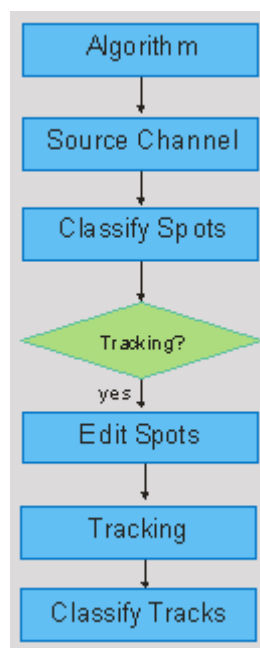 Algorithm
Source Channel
Classify Spots
Tracking?
yes
Edit Spots
Tracking
Classify Tracks